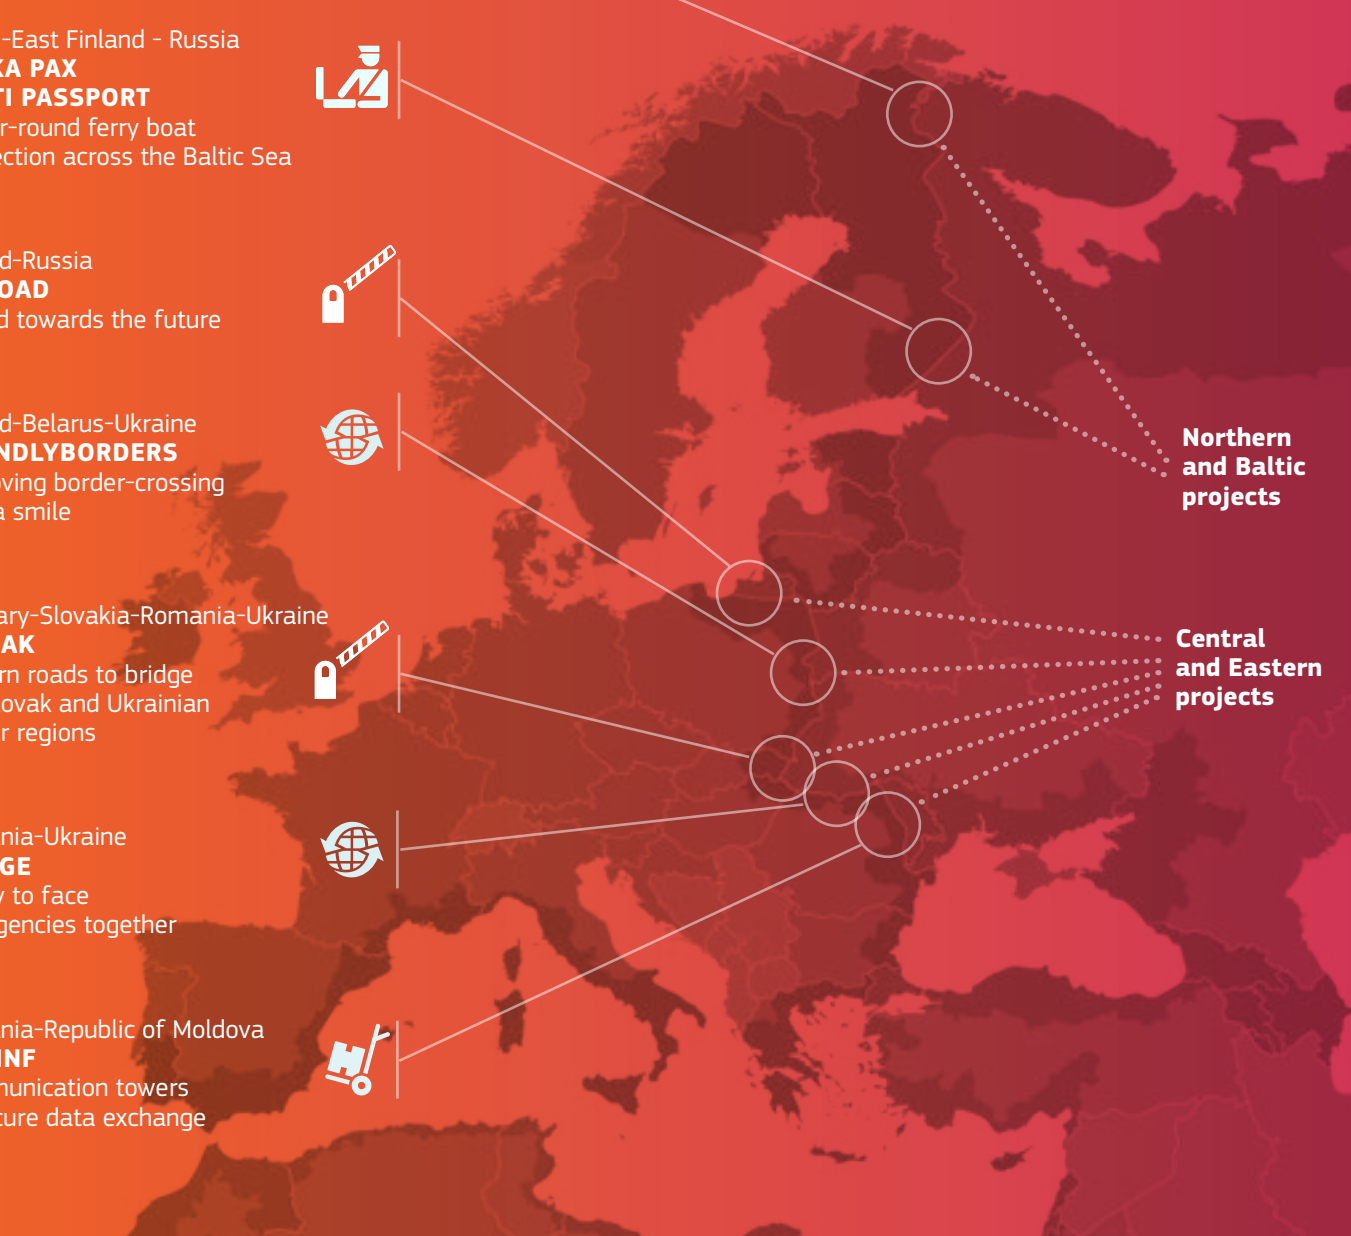 -East Finland - Russia
KA PAX
TI PASSPORT
r-round ferry boat
ection across the Baltic Sea
d-Russia
OAD
d towards the future
d-Belarus-Ukraine
NDLYBORDERS
oving border-crossing
a smile
ary-Slovakia-Romania-Ukraine
AK
rn roads to bridge
ovak and Ukrainian
r regions
nia-Ukraine
GE
y to face
gencies together
nia-Republic of Moldova
INF
munication towers
cure data exchange
Northern
and Baltic
projects
Central
and Eastern
projects